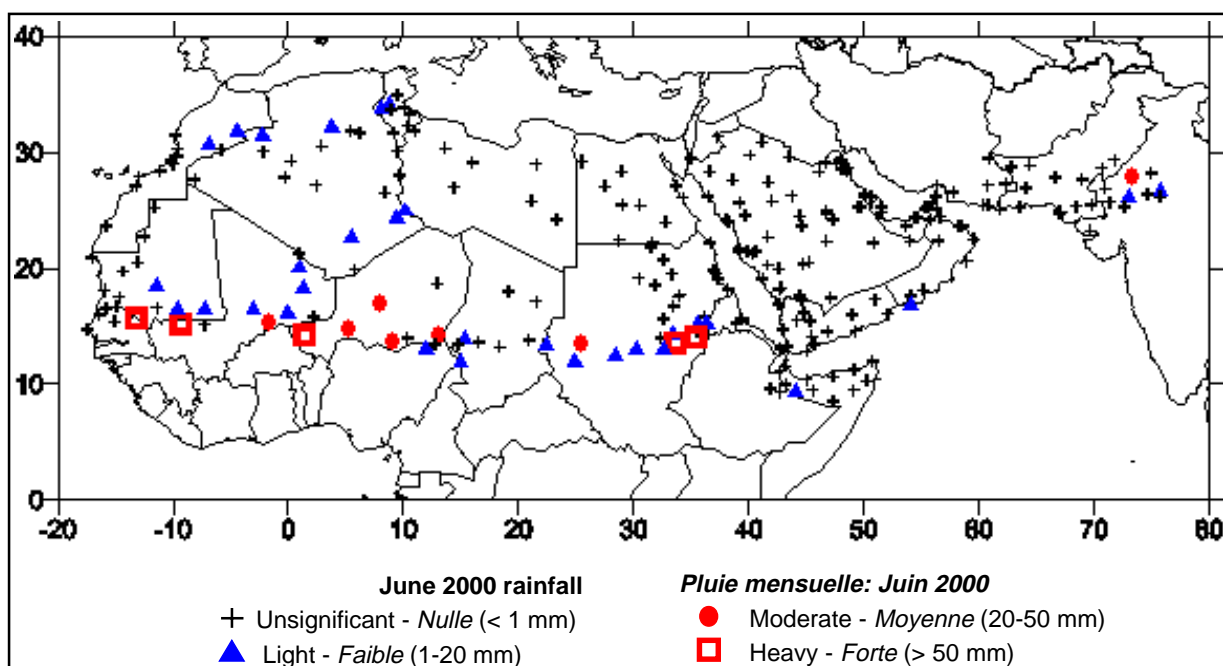 40
30
20
10
0
-20 -10 0 10 20 30 40 50 60 70 80
June 2000 rainfall Pluie mensuelle: Juin 2000
Unsignificant - Nulle (< 1 mm) Moderate - Moyenne (20-50 mm)
Light - Faible (1-20 mm) Heavy - Forte (> 50 mm)